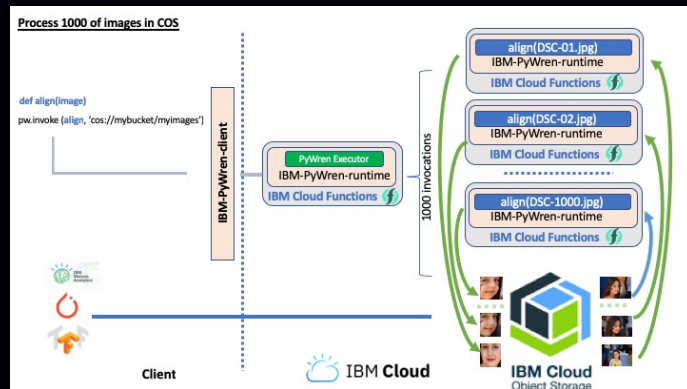 Process 1000 of images in COS
def align(image)
pw.invoke (align, ‘cos://mybucket/myimages’)
IBM-PyWren-client
PyWren Executor
IBM-PyWren-runtime
IBM Cloud Functions
1000 invocations
align(DSC-01.jpg)
IBM-PyWren-runtime
IBM Cloud Functions
align(DSC-02.jpg)
IBM-PyWren-runtime
IBM Cloud Functions
align(DSC-1000.jpg)
IBM-PyWren-runtime
IBM Cloud Functions
IBM
Watson
Analytics
Client
IBM Cloud
IBM Cloud
Object Storage